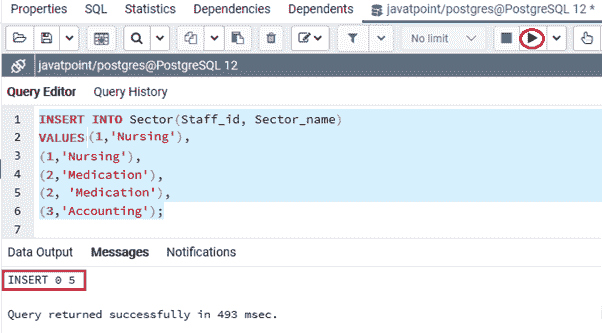 Properties SQL Statistics Dependencies Dependents javatpoint/postgres@PostgreSQL 12 *
No limit
javatpoint/postgres@PostgreSQL 12
Query Editor Query History
1 INSERT INTO Sector(Staff_id, Sector_name)
2 VALUES(1,'Nursing'),
3 (1,'Nursing'),
4 (2,'Medication'),
5 (2, 'Medication'),
6 (3,'Accounting');
7
Data Output Messages Notifications
INSERT 0 5
Query returned successfully in 493 msec.